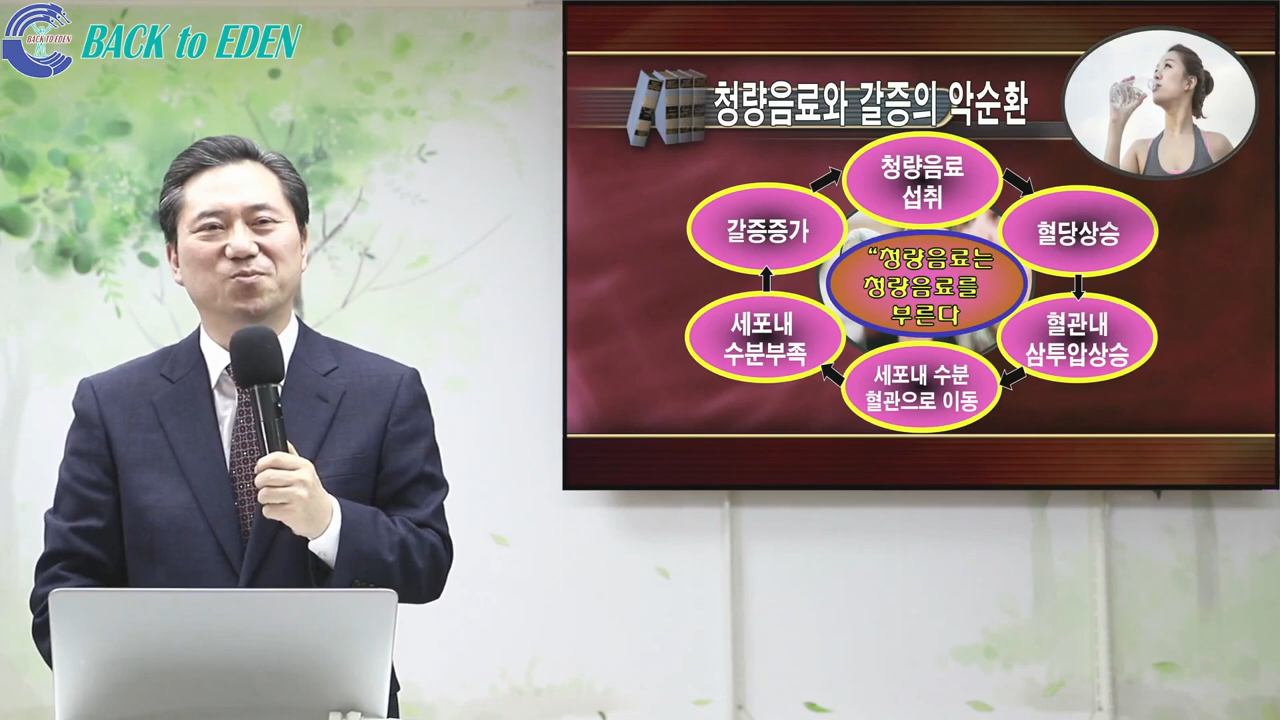 BACK TO EDEN
BACK to EDEN
청량음료와 갈증의 악순환
청량음료
섭취
갈증증가
혈당상승
“청량음료는
청량음료를
부른다
세포내
수분부족
혈관내
삼투압상승
세포내 수분
혈관으로 이동